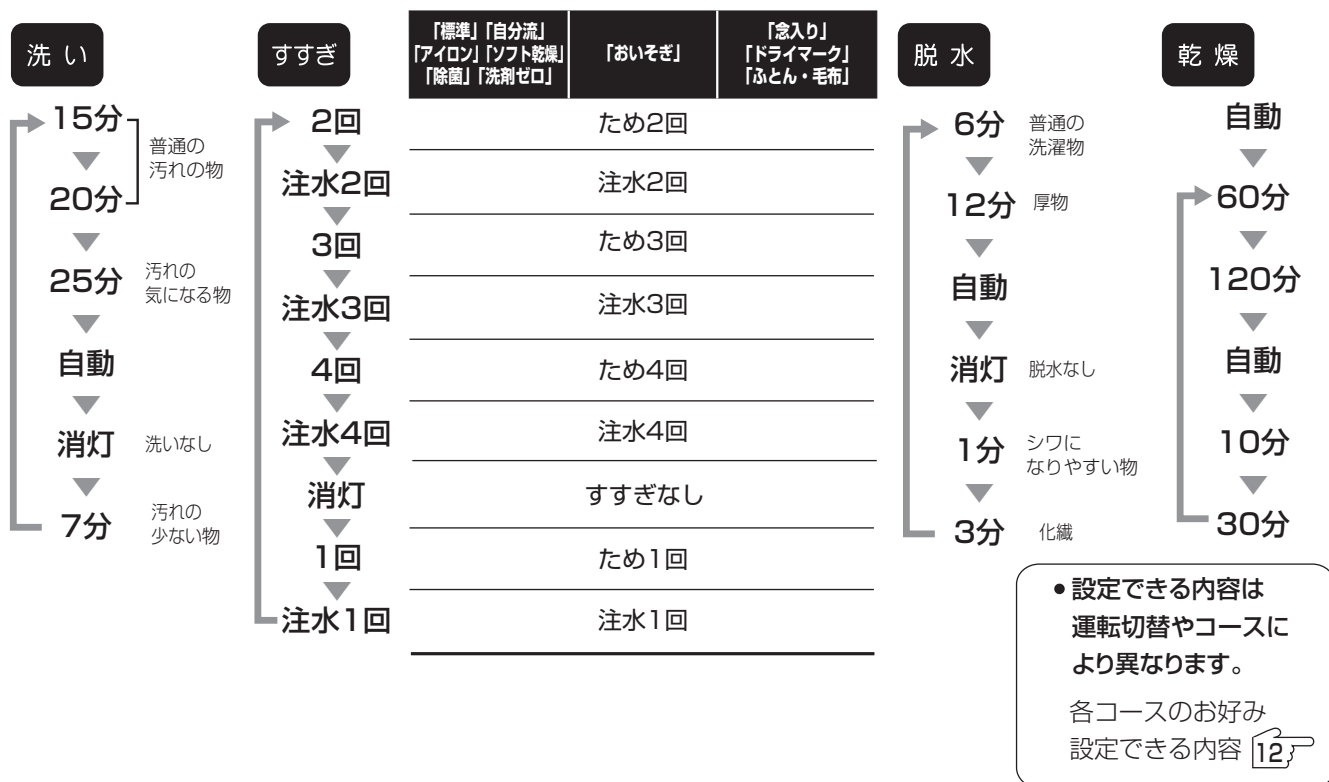 洗い
15分
20分
普通の
汚れの物
25分
汚れの
気になる物
自動
消灯
洗いなし
7分
汚れの
少ない物
すすぎ
2回
注水2回
3回
注水3回
4回
注水4回
消灯
1回
注水1回
「標準」「自分流」
「アイロン」「ソフト乾燥」
「除菌」「洗剤ゼロ」
「おいそぎ」
「念入り」
「ドライマーク」
「ふとん・毛布」
ため2回
注水2回
ため3回
注水3回
ため4回
注水4回
すすぎなし
ため1回
注水1回
脱水
6分
普通の
洗濯物
12分
厚物
自動
消灯
脱水なし
1分
シワに
なりやすい物
3分
化繊
乾燥
自動
60分
120分
自動
10分
30分
●設定できる内容は
運転切替やコースに
より異なります。
各コースのお好み
設定できる内容 12